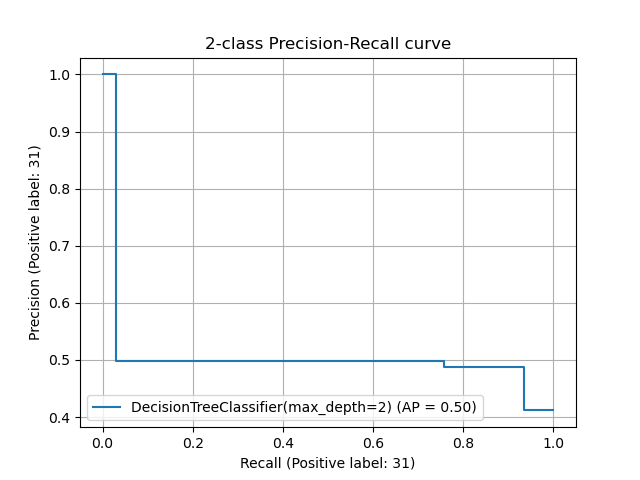 2-class Precision-Recall curve
1.0
0.9
0.8
0.7
0.6
0.5
0.4
Precision (Positive label: 31)
DecisionTreeClassifier(max_depth=2) (AP = 0.50)
0.0 0.2 0.4 0.6 0.8 1.0
Recall (Positive label: 31)